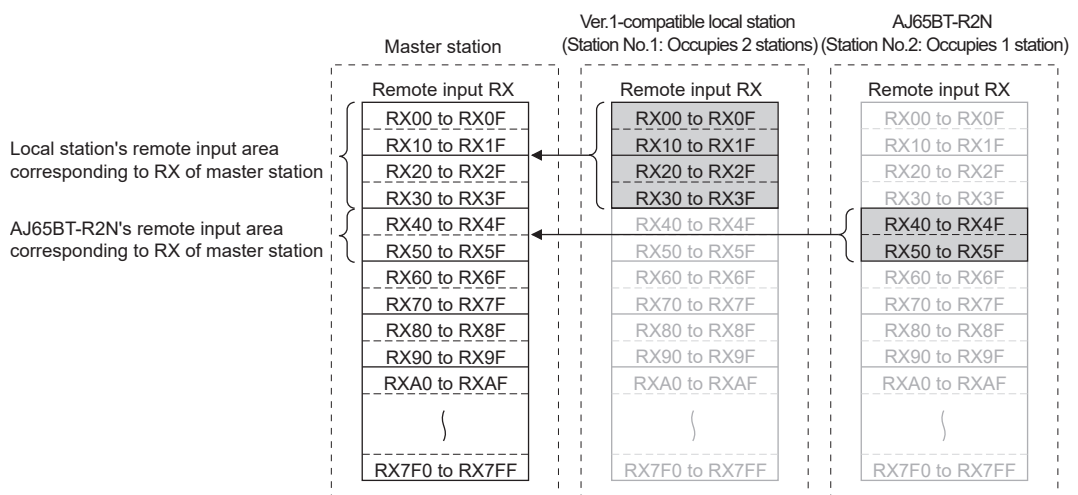 Master station
Ver.1-compatible local station
(Station No.1: Occupies 2 stations)
AJ65BT-R2N
(Station No.2: Occupies 1 station)
Local station's remote input area
corresponding to RX of master station
AJ65BT-R2N's remote input area
corresponding to RX of master station
Remote input RX
RX00 to RX0F
RX10 to RX1F
RX20 to RX2F
RX30 to RX3F
RX40 to RX4F
RX50 to RX5F
RX60 to RX6F
RX70 to RX7F
RX80 to RX8F
RX90 to RX9F
RXA0 to RXAF
RX7F0 to RX7FF
Remote input RX
RX00 to RX0F
RX10 to RX1F
RX20 to RX2F
RX30 to RX3F
RX40 to RX4F
RX50 to RX5F
RX60 to RX6F
RX70 to RX7F
RX80 to RX8F
RX90 to RX9F
RXA0 to RXAF
RX7F0 to RX7FF
Remote input RX
RX00 to RX0F
RX10 to RX1F
RX20 to RX2F
RX30 to RX3F
RX40 to RX4F
RX50 to RX5F
RX60 to RX6F
RX70 to RX7F
RX80 to RX8F
RX90 to RX9F
RXA0 to RXAF
RX7F0 to RX7FF